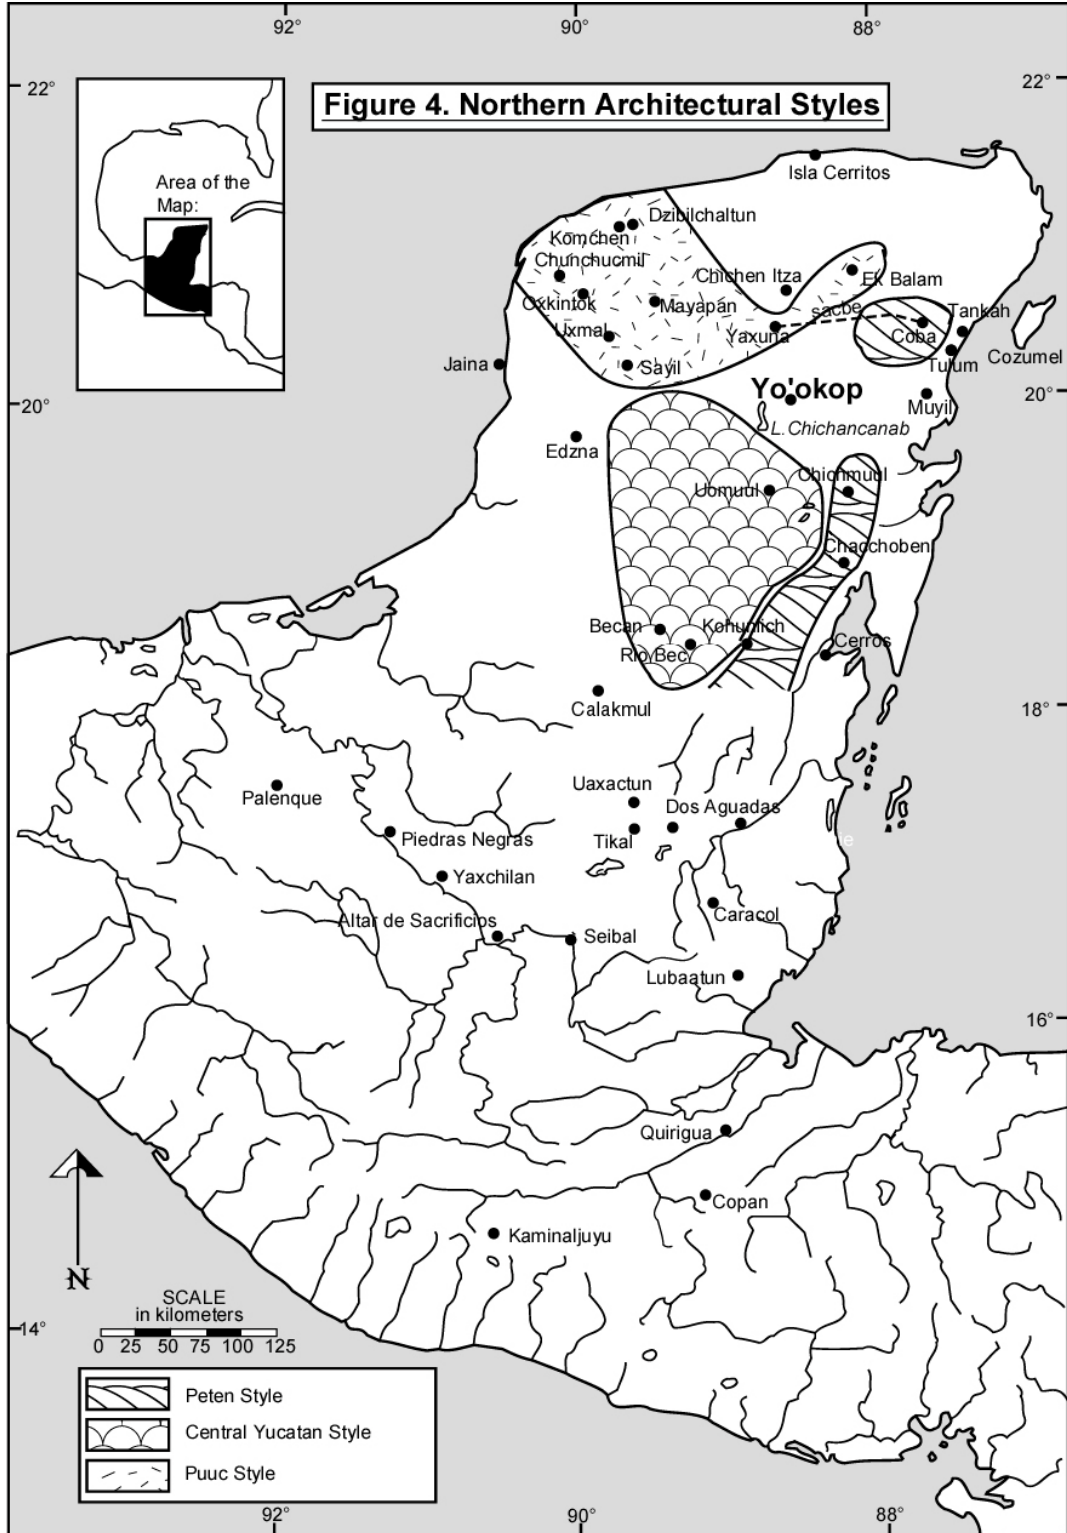 92°
90°
88°
22°
22°
Figure 4. Northern Architectural Styles
Area of the
Map:
Isla Cerritos
Dzibilchaltun
Komchen
Chunchucmil
Chichen Itza
Ek Balam
Oxkintok
Mayapan
sacbe
Tankah
Uxmal
Yaxuna
Coba
Cozumel
Jaina
Sayil
Tulum
Yo'okop
20°
20°
Muyil
L. Chichancanab
Edzna
Chichmuul
Uomuul
Chacchoben
Becan
Kohunlich
Rio Bec
Cerros
Calakmul
18°
Uaxactun
Palenque
Dos Aguadas
Piedras Negras
Tikal
ie
Yaxchilan
Altar de Sacrificios
Caracol
Seibal
Lubaatun
16°
Quirigua
Copan
Kaminaljuyu
N
SCALE
in kilometers
0 25 50 75 100 125
14°
Peten Style
Central Yucatan Style
Puuc Style
92°
90°
88°